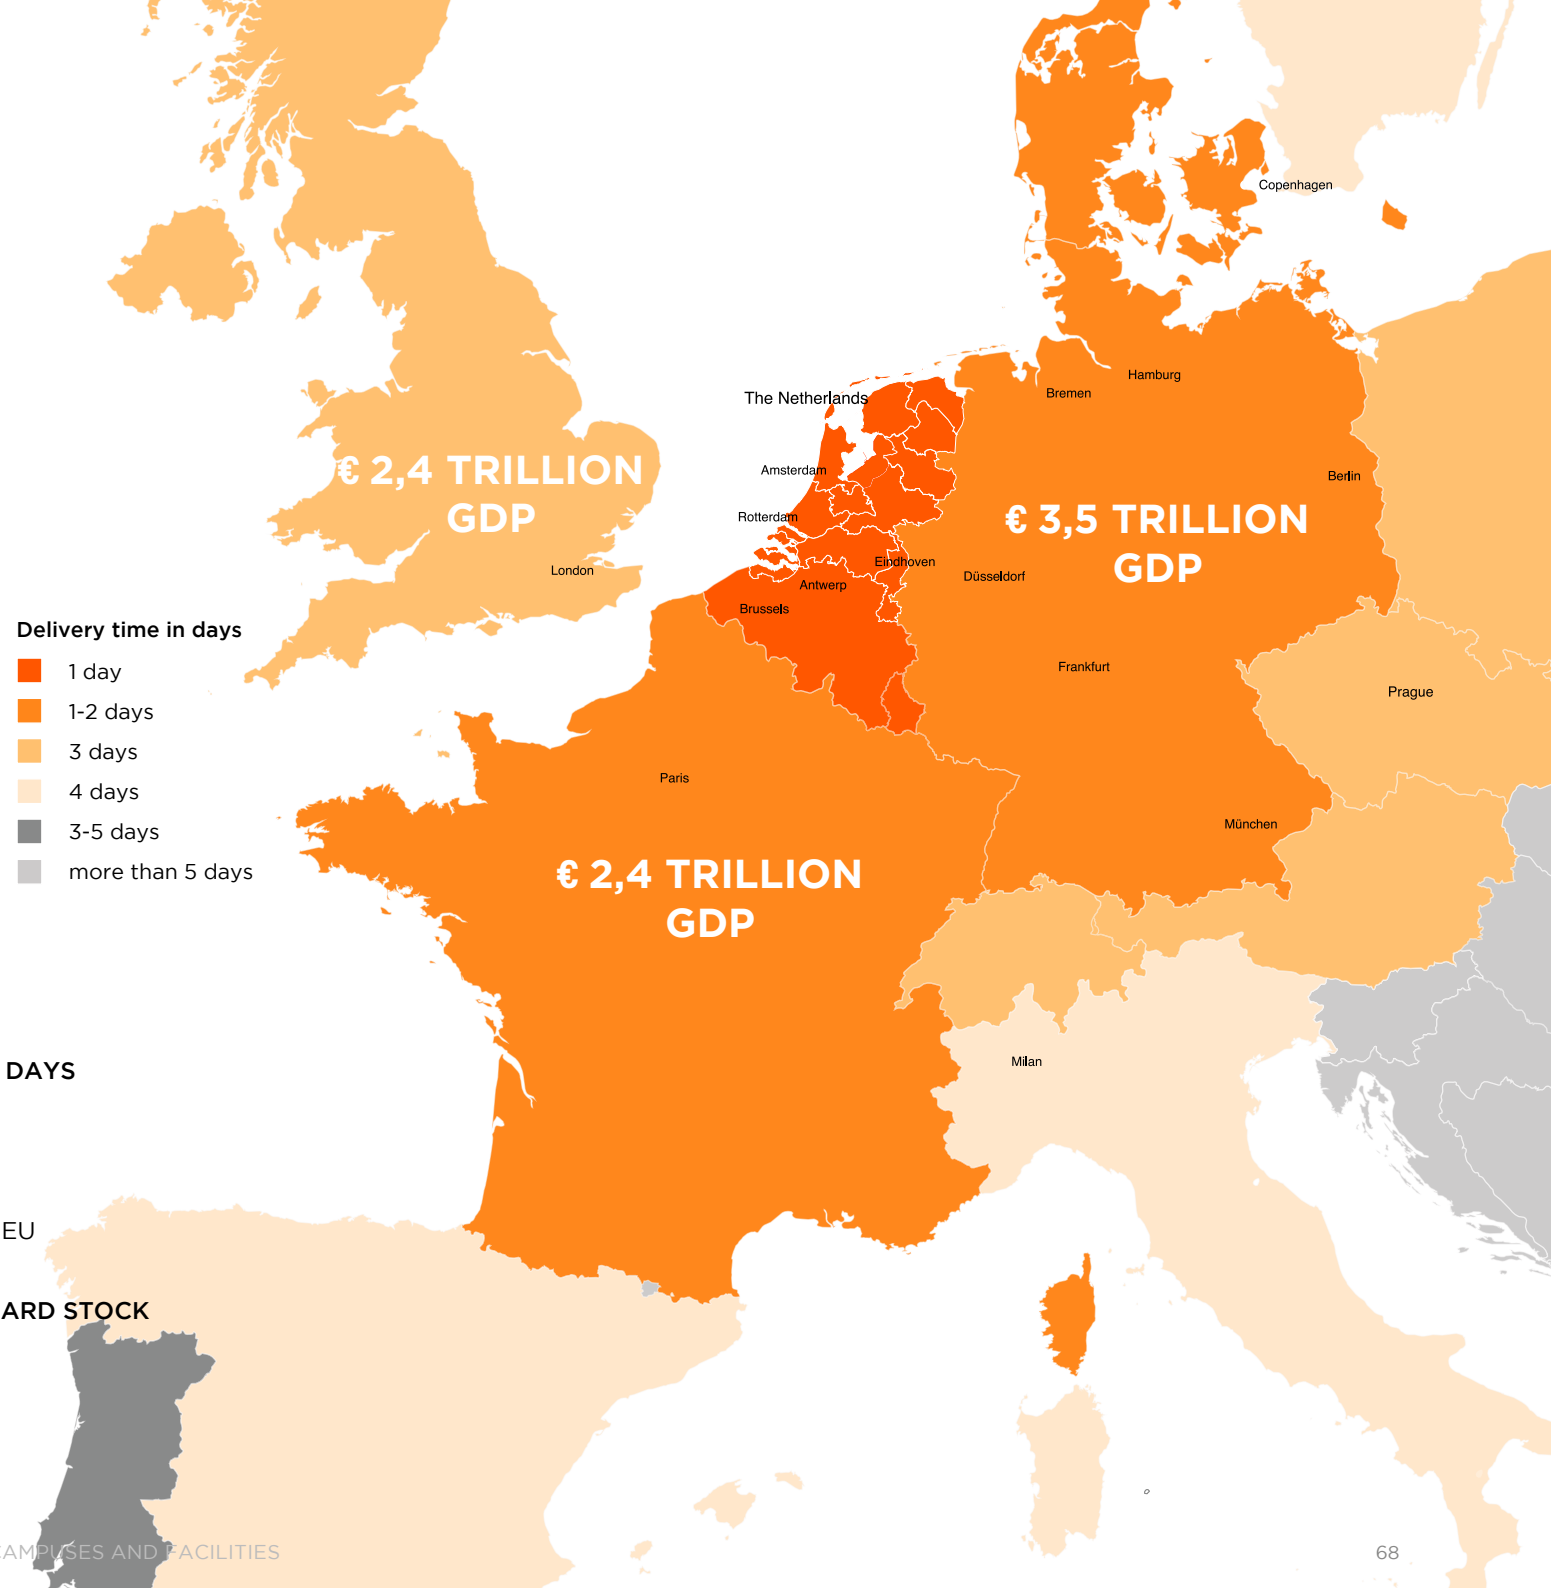 Copenhagen
Hamburg
Bremen
The Netherlands
€ 2,4 TRILLION
GDP
Amsterdam
Berlin
Rotterdam
€ 3,5 TRILLION
GDP
London
Eindhoven
Düsseldorf
Antwerp
Brussels
Delivery time in days
1 day
1-2 days
3 days
4 days
3-5 days
more than 5 days
Frankfurt
Prague
Paris
München
€ 2,4 TRILLION
GDP
Milan
DAYS
EU
ARD STOCK
AMPUSES AND FACILITIES
68